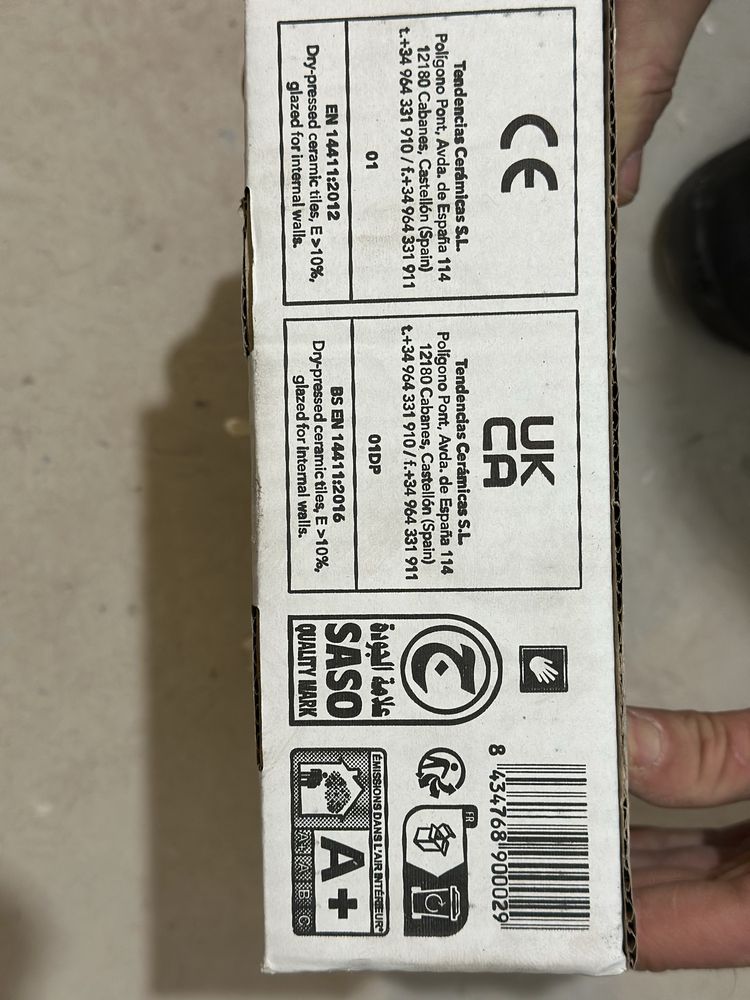 CE
Tendencias Cerámicas S.L.
Polígono Pont, Avda. de España 114
12180 Cabanes, Castellón (Spain)
t.+34 964 331 910 / f.+34 964 331 911
01
EN 14411:2012
Dry-pressed ceramic tiles, E >10%,
glazed for internal walls.
UK
CA
Tendencias Cerámicas S.L.
Polígono Pont, Avda. de España 114
12180 Cabanes, Castellón (Spain)
t.+34 964 331 910 / f.+34 964 331 911
01DP
BS EN 14411:2016
Dry-pressed ceramic tiles, E >10%,
glazed for Internal walls.
ج
علامة الجودة
SASO
QUALITY MARK
8 434768 900029
FR
ÉMISSIONS DANS L'AIR INTÉRIEUR*
A+
A+ A B C